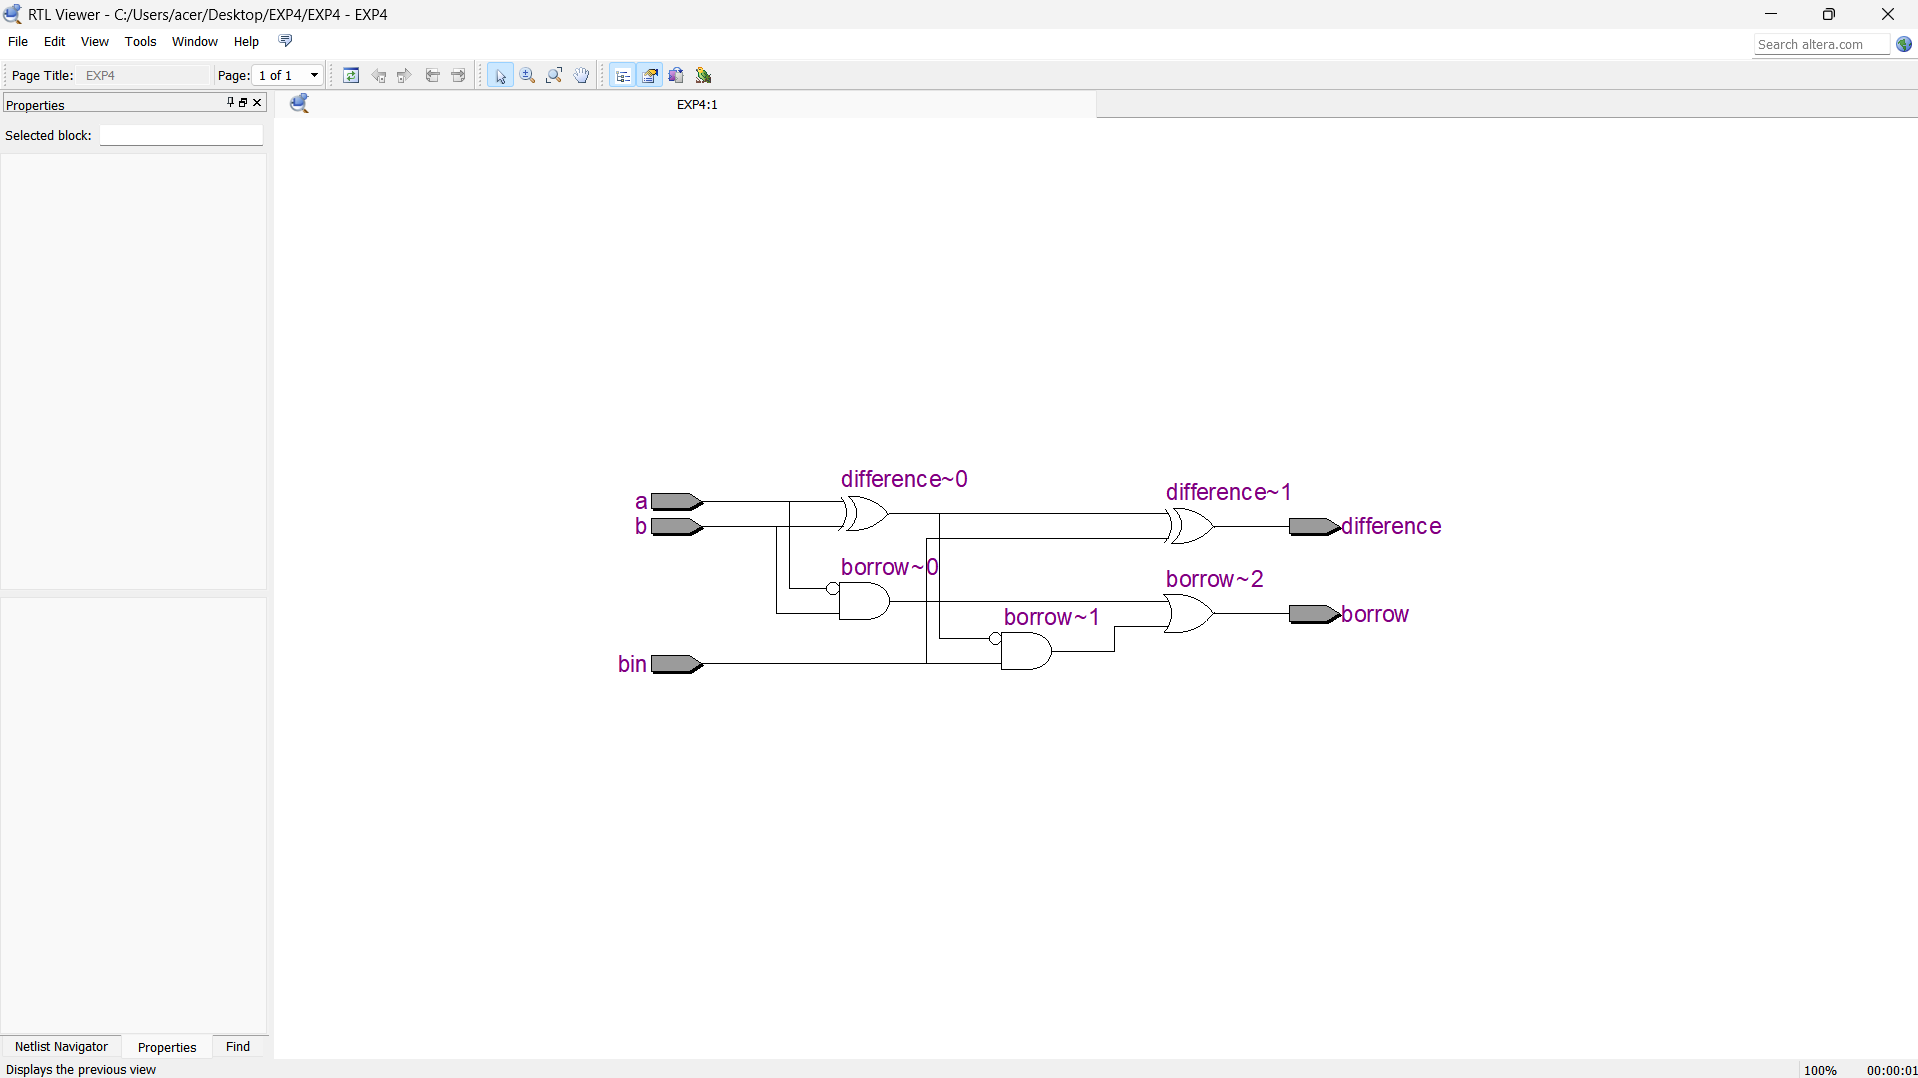 RTL Viewer - C:/Users/acer/Desktop/EXP4/EXP4 - EXP4
File Edit View Tools Window Help
Search altera.com
Page Title: EXP4 Page: 1 of 1
Properties
EXP4:1
Selected block:
difference~0
difference~1
a
b
difference
borrow~0
borrow~2
borrow~1
borrow
bin
Netlist Navigator Properties Find
Displays the previous view
100% 00:00:01